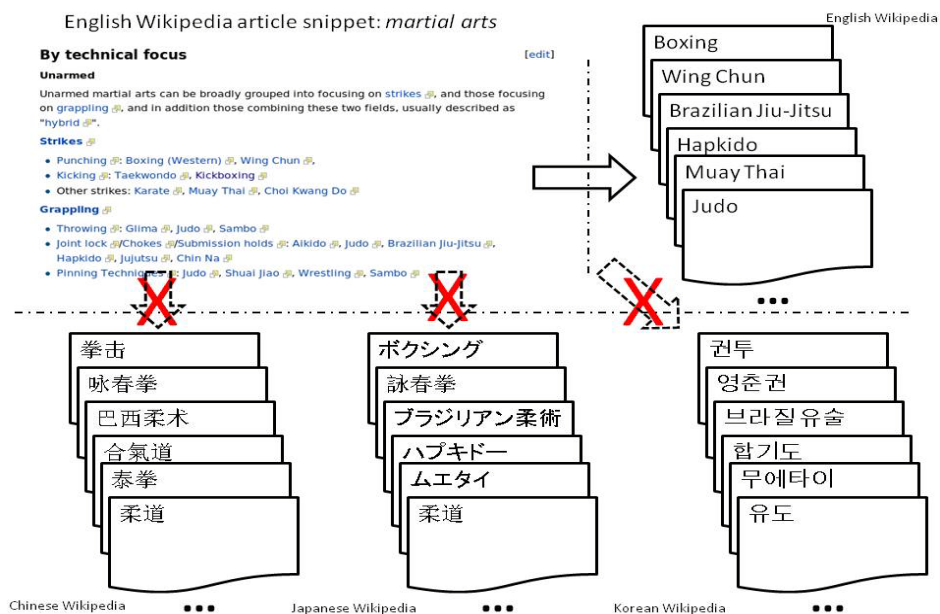 English Wikipedia article snippet: martial arts
English Wikipedia
By technical focus
[edit]
Unarmed
Unarmed martial arts can be broadly grouped into focusing on strikes, and those focusing
on grappling, and in addition those combining these two fields, usually described as
"hybrid".
Strikes
• Punching: Boxing (Western), Wing Chun,
• Kicking: Taekwondo, Kickboxing
• Other strikes: Karate, Muay Thai, Choi Kwang Do
Grappling
• Throwing: Glima, Judo, Sambo
• Joint lock/Chokes/Submission holds: Aikido, Judo, Brazilian Jiu-Jitsu,
Hapkido, Jujutsu, Chin Na
• Pinning Techniques: Judo, Shuai Jiao, Wrestling, Sambo
Boxing
Wing Chun
Brazilian Jiu-Jitsu
Hapkido
Muay Thai
Judo
...
X
X
X
拳击
咏春拳
巴西柔术
合氣道
泰拳
柔道
Chinese Wikipedia
...
ボクシング
詠春拳
ブラジリアン柔術
ハプキドー
ムエタイ
柔道
Japanese Wikipedia
...
권투
영춘권
브라질유술
합기도
무에타이
유도
Korean Wikipedia
...